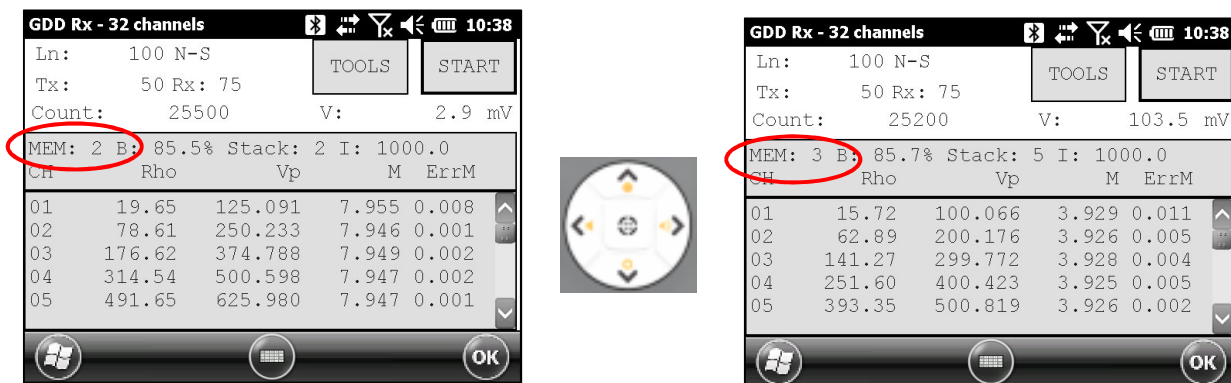 GDD Rx - 32 channels 10:38
Ln: 100 N-S
TOOLS START
Tx: 50 Rx: 75
Count: 25500 V: 2.9 mV
MEM: 2 B: 85.5% Stack: 2 I: 1000.0
CH Rho Vp M ErrM
01 19.65 125.091 7.955 0.008
02 78.61 250.233 7.946 0.001
03 176.62 374.788 7.949 0.002
04 314.54 500.598 7.947 0.002
05 491.65 625.980 7.947 0.001
OK
GDD Rx - 32 channels 10:38
Ln: 100 N-S
TOOLS START
Tx: 50 Rx: 75
Count: 25200 V: 103.5 mV
MEM: 3 B: 85.7% Stack: 5 I: 1000.0
CH Rho Vp M ErrM
01 15.72 100.066 3.929 0.011
02 62.89 200.176 3.926 0.005
03 141.27 299.772 3.928 0.004
04 251.60 400.423 3.925 0.005
05 393.35 500.819 3.926 0.002
OK